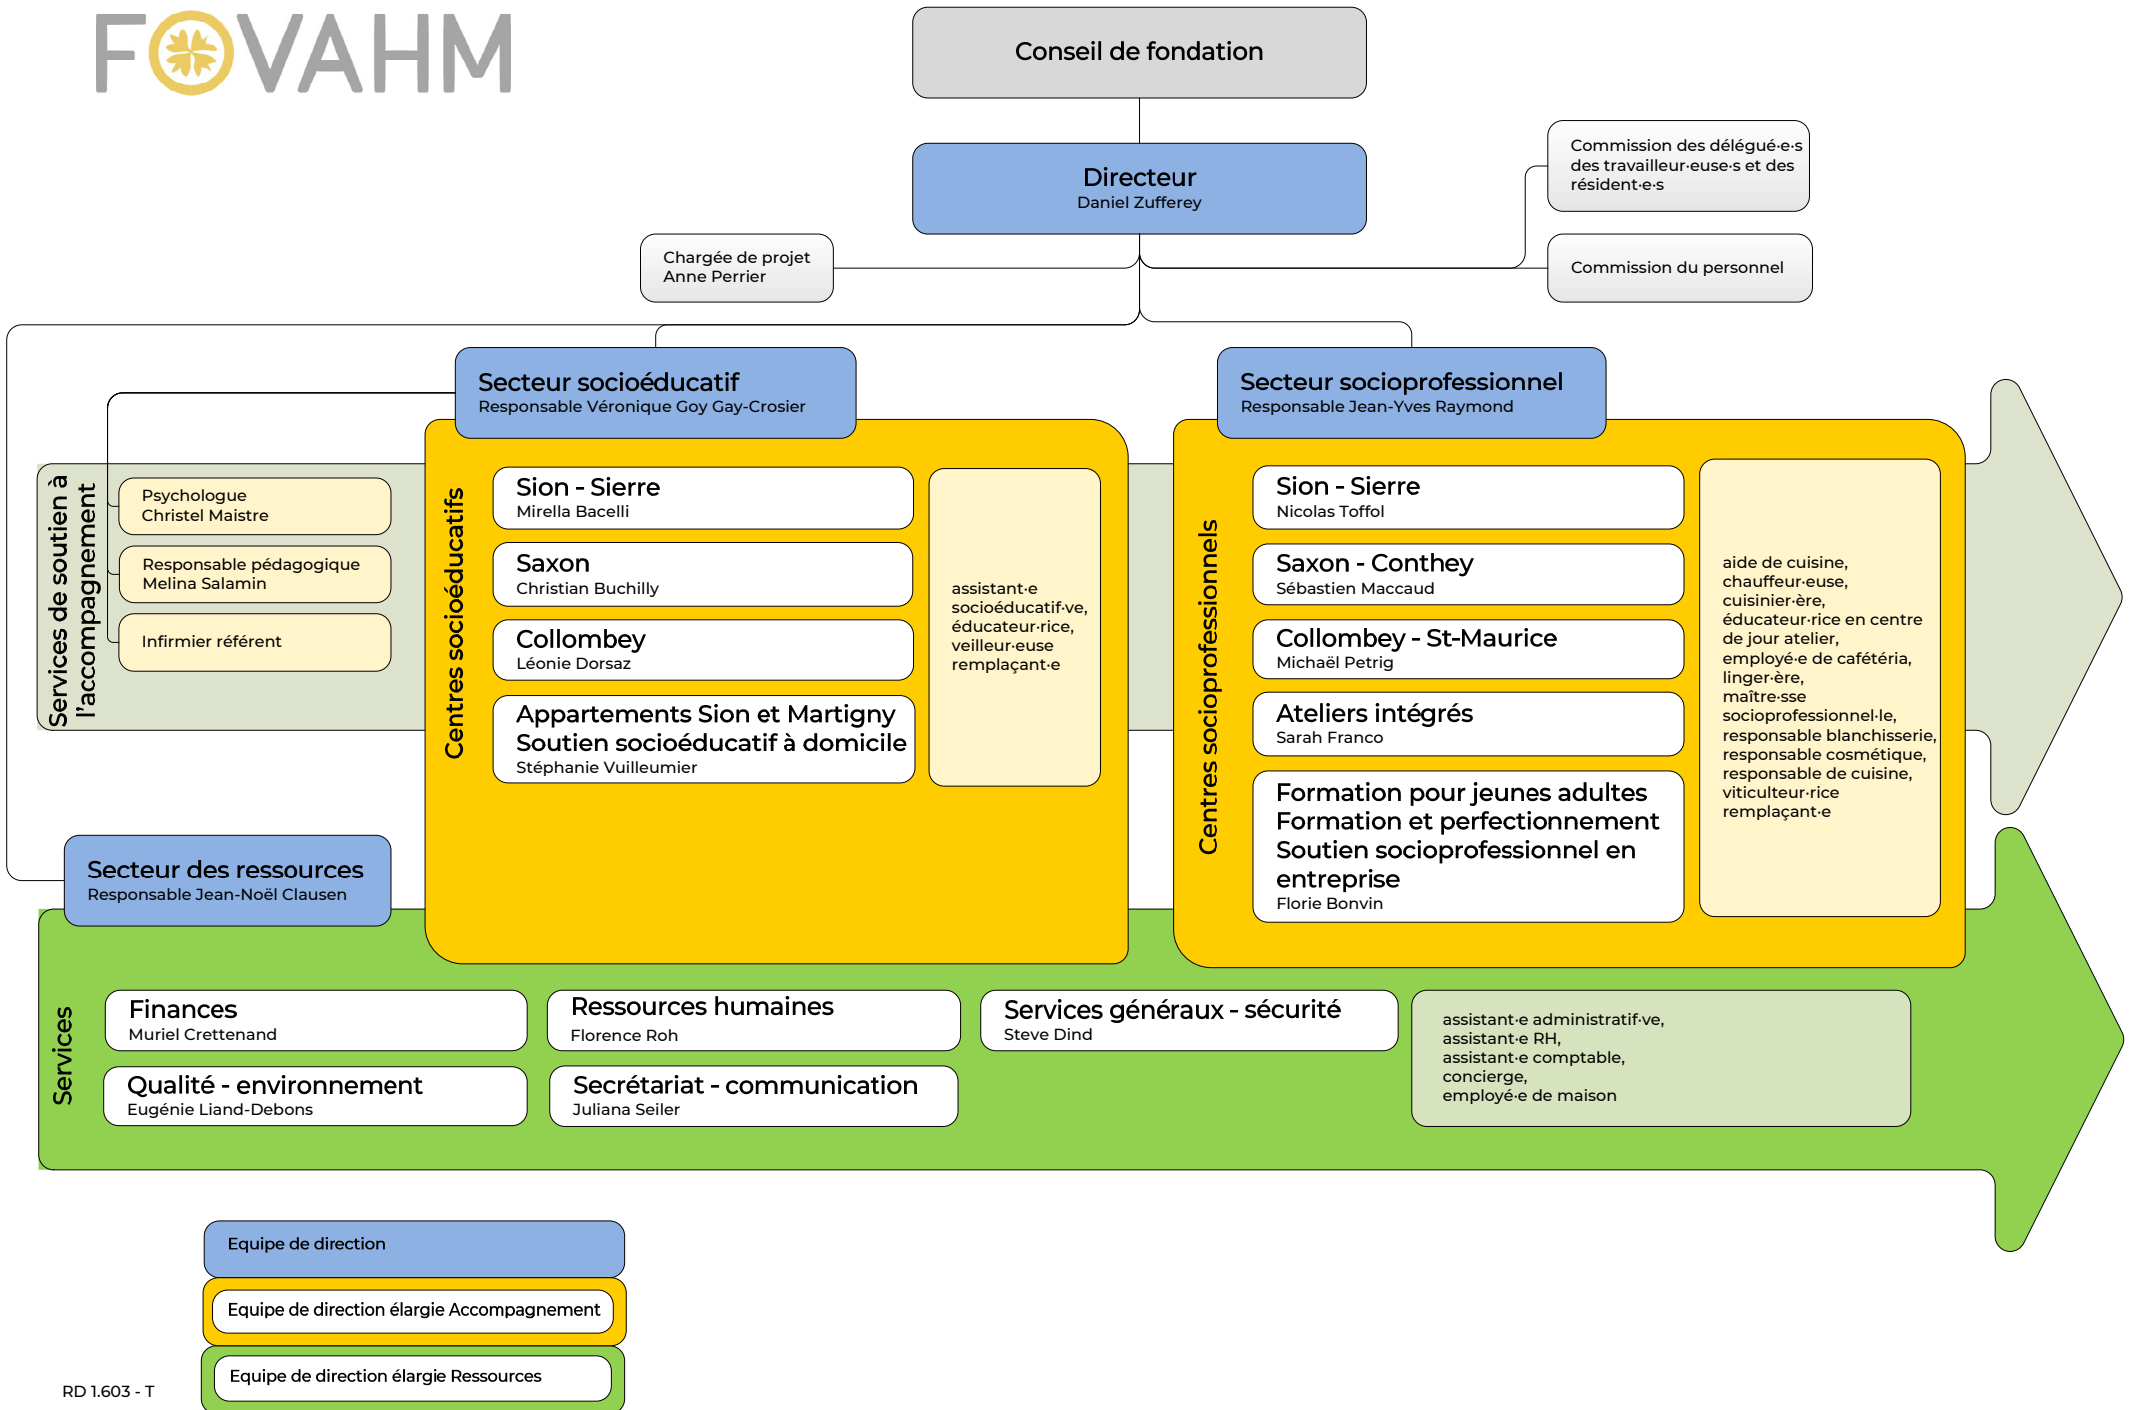 FOVAHM
Conseil de fondation
Directeur
Daniel Zufferey
Commission des délégué·e·s
des travailleur·euse·s et des
résident·e·s
Chargée de projet
Anne Perrier
Commission du personnel
Secteur socioéducatif
Responsable Véronique Goy Gay-Crosier
Secteur socioprofessionnel
Responsable Jean-Yves Raymond
Services de soutien à
l'accompagnement
Psychologue
Christel Maistre
Responsable pédagogique
Melina Salamin
Infirmier référent
Centres socioéducatifs
Sion - Sierre
Mirella Bacelli
Saxon
Christian Buchilly
Collombey
Léonie Dorsaz
Appartements Sion et Martigny
Soutien socioéducatif à domicile
Stéphanie Vuilleumier
assistant·e
socioéducatif·ve,
éducateur·rice,
veilleur·euse
remplaçant·e
Centres socioprofessionnels
Sion - Sierre
Nicolas Toffol
Saxon - Conthey
Sébastien Maccaud
Collombey - St-Maurice
Michaël Petrig
Ateliers intégrés
Sarah Franco
Formation pour jeunes adultes
Formation et perfectionnement
Soutien socioprofessionnel en
entreprise
Florie Bonvin
aide de cuisine,
chauffeur·euse,
cuisinier·ère,
éducateur·rice en centre
de jour atelier,
employé·e de cafétéria,
linger·ère,
maître·sse
socioprofessionnel·le,
responsable blanchisserie,
responsable cosmétique,
responsable de cuisine,
viticulteur·rice
remplaçant·e
Secteur des ressources
Responsable Jean-Noël Clausen
Services
Finances
Muriel Crettenand
Ressources humaines
Florence Roh
Services généraux - sécurité
Steve Dind
Qualité - environnement
Eugénie Liand-Debons
Secrétariat - communication
Juliana Seiler
assistant·e administratif·ve,
assistant·e RH,
assistant·e comptable,
concierge,
employé·e de maison
Equipe de direction
Equipe de direction élargie Accompagnement
Equipe de direction élargie Ressources
RD 1.603 - T